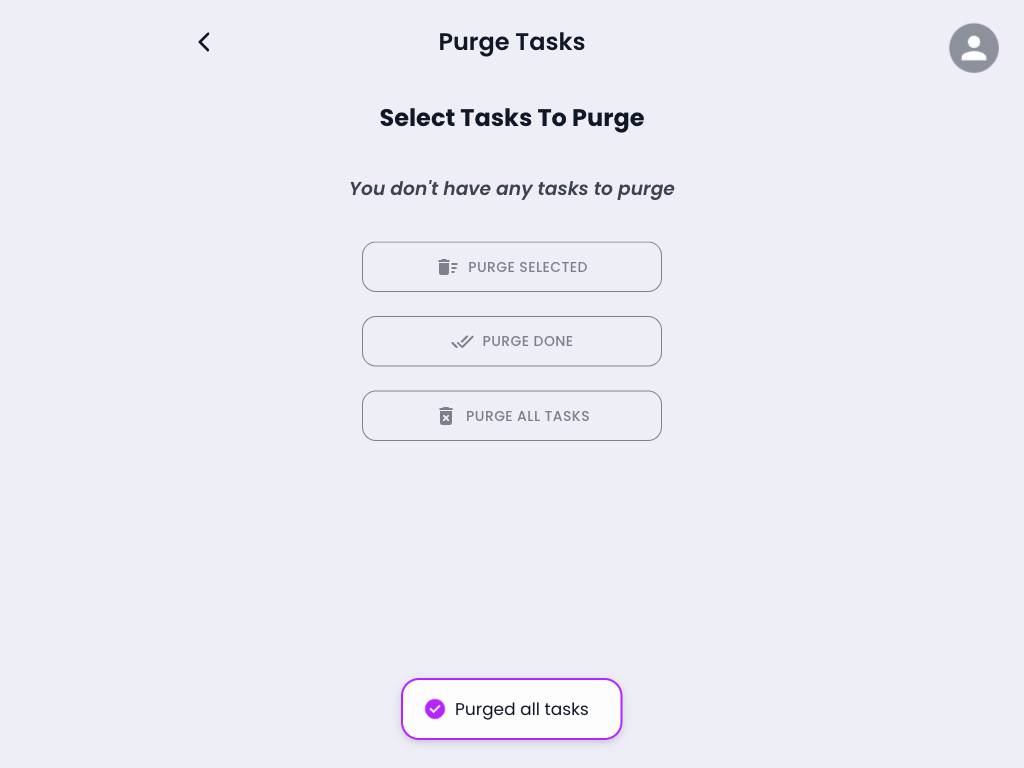 Purge Tasks
Select Tasks To Purge
You don't have any tasks to purge
PURGE SELECTED
PURGE DONE
PURGE ALL TASKS
Purged all tasks